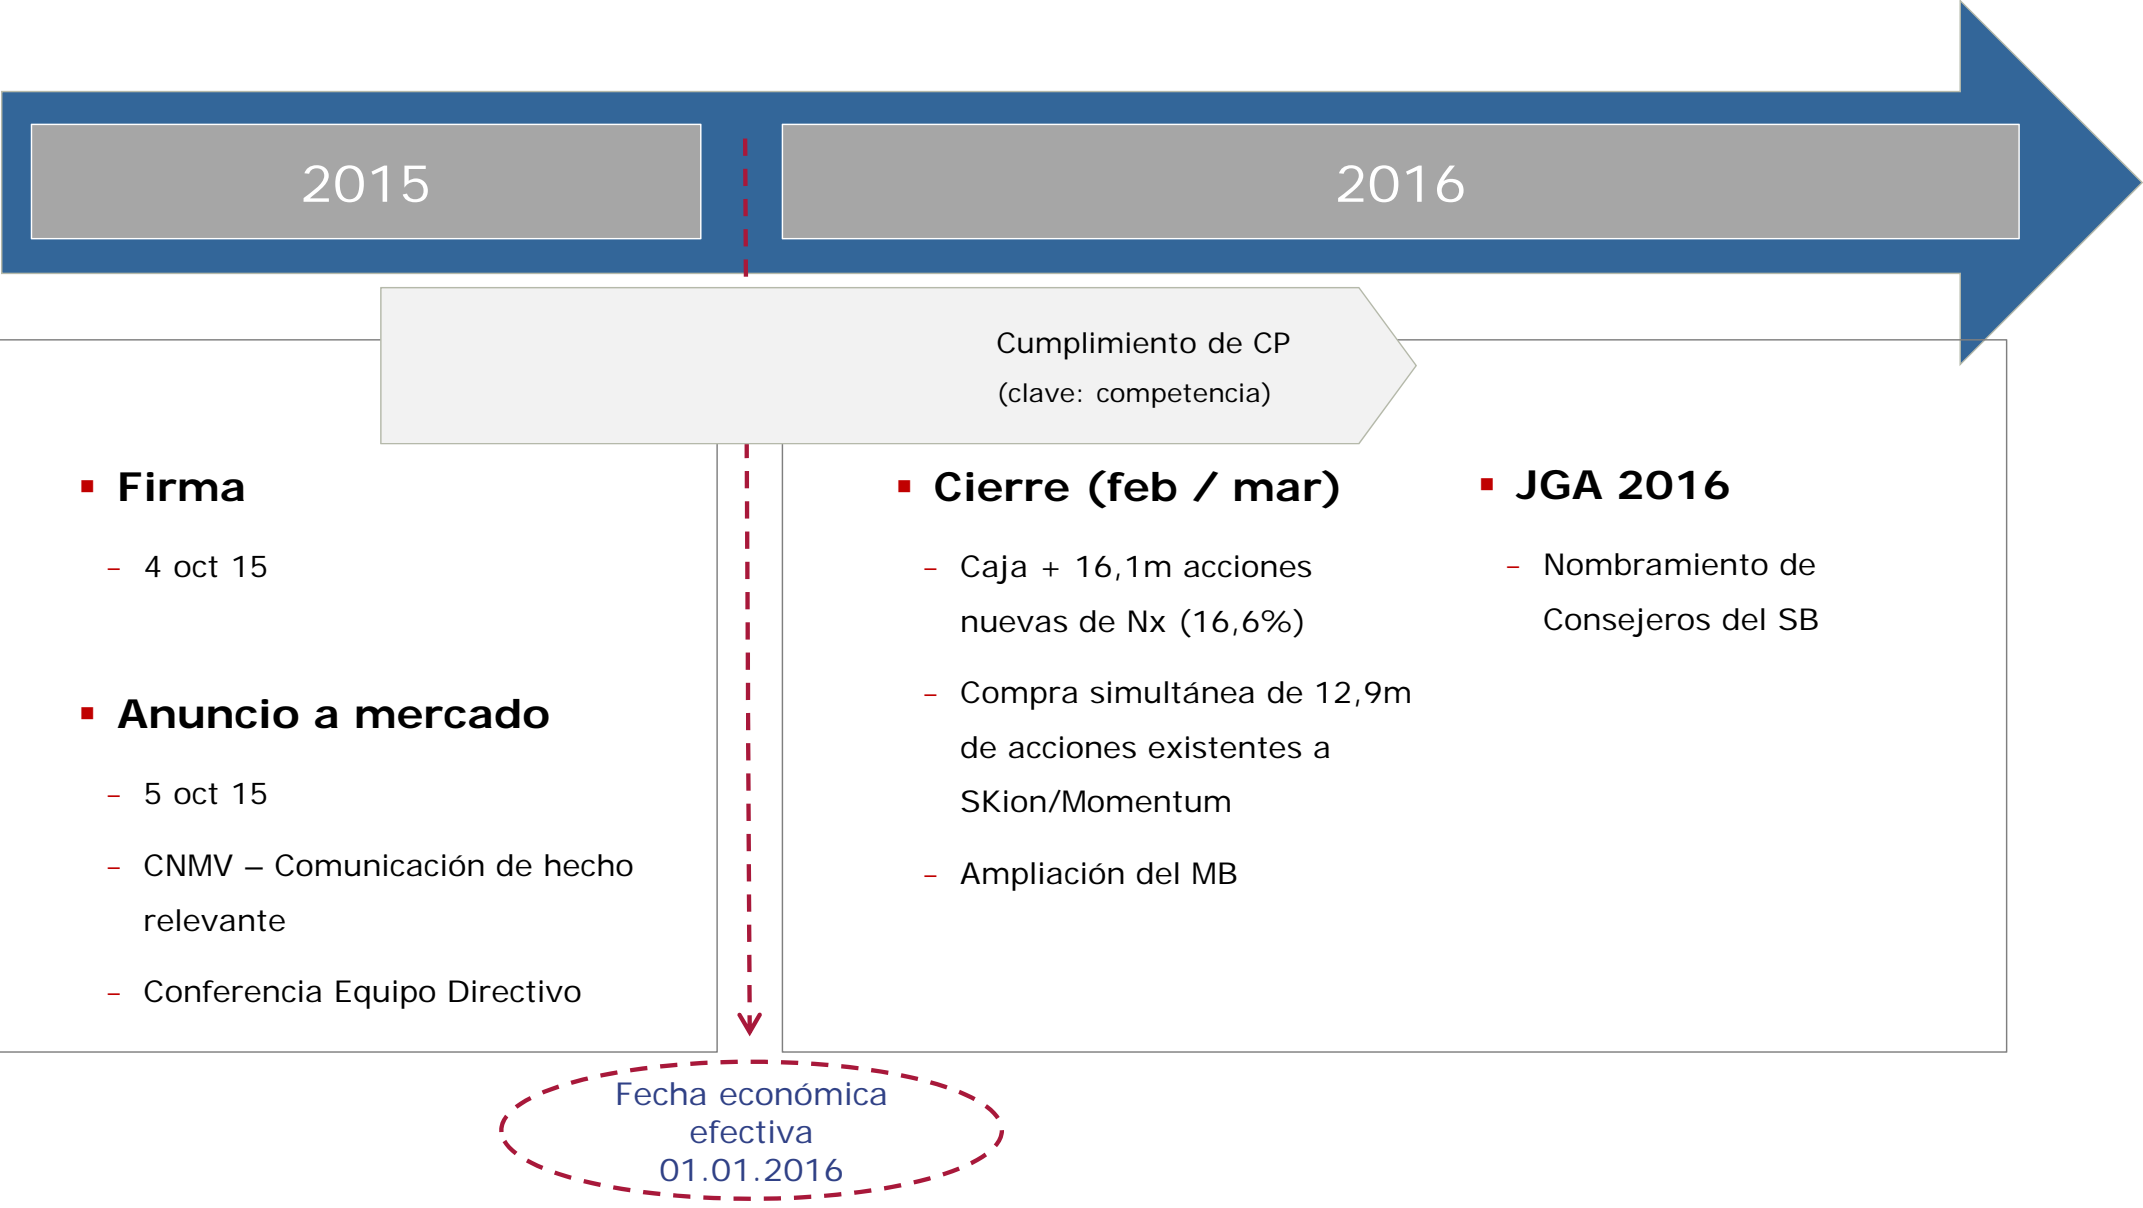 2015
2016
Cumplimiento de CP
(clave: competencia)
Firma
– 4 oct 15
Anuncio a mercado
– 5 oct 15
– CNMV – Comunicación de hecho
relevante
– Conferencia Equipo Directivo
Cierre (feb / mar)
– Caja + 16,1m acciones
nuevas de Nx (16,6%)
– Compra simultánea de 12,9m
de acciones existentes a
SKion/Momentum
– Ampliación del MB
JGA 2016
– Nombramiento de
Consejeros del SB
Fecha económica
efectiva
01.01.2016